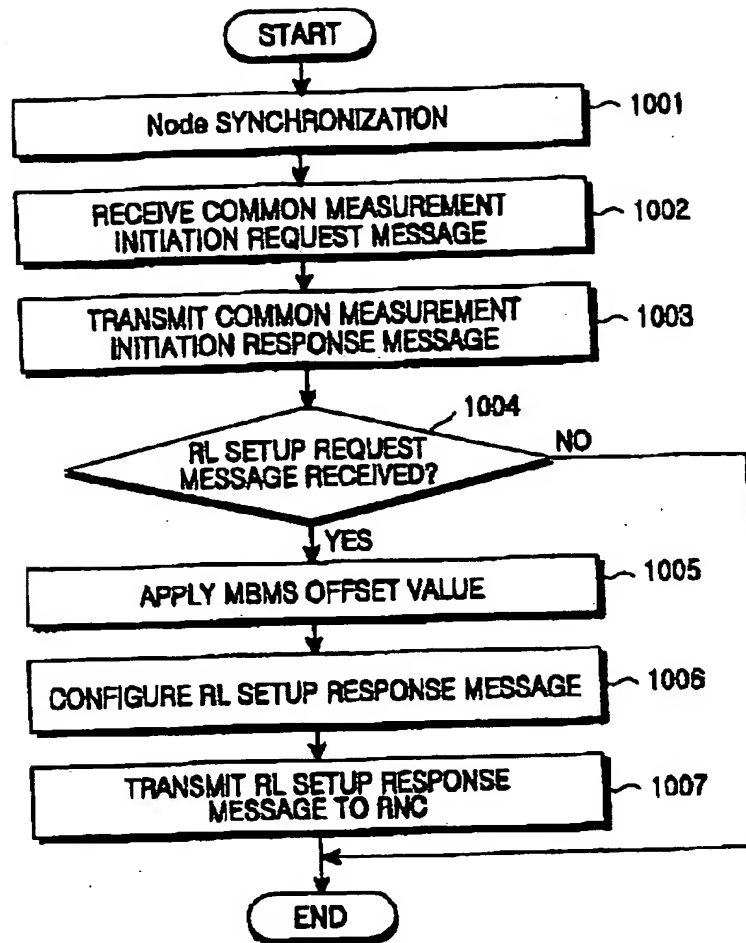 START
Node SYNCHRONIZATION
1001
RECEIVE COMMON MEASUREMENT
INITIATION REQUEST MESSAGE
1002
TRANSMIT COMMON MEASUREMENT
INITIATION RESPONSE MESSAGE
1003
1004
RL SETUP REQUEST
MESSAGE RECEIVED?
NO
YES
APPLY MBMS OFFSET VALUE
1005
CONFIGURE RL SETUP RESPONSE MESSAGE
1006
TRANSMIT RL SETUP RESPONSE
MESSAGE TO RNC
1007
END